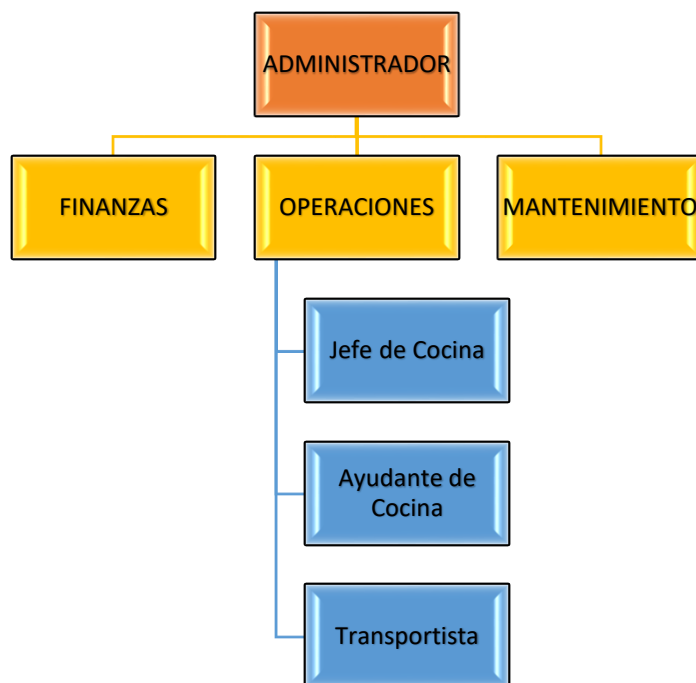 ADMINISTRADOR
FINANZAS
OPERACIONES
MANTENIMIENTO
Jefe de Cocina
Ayudante de
Cocina
Transportista